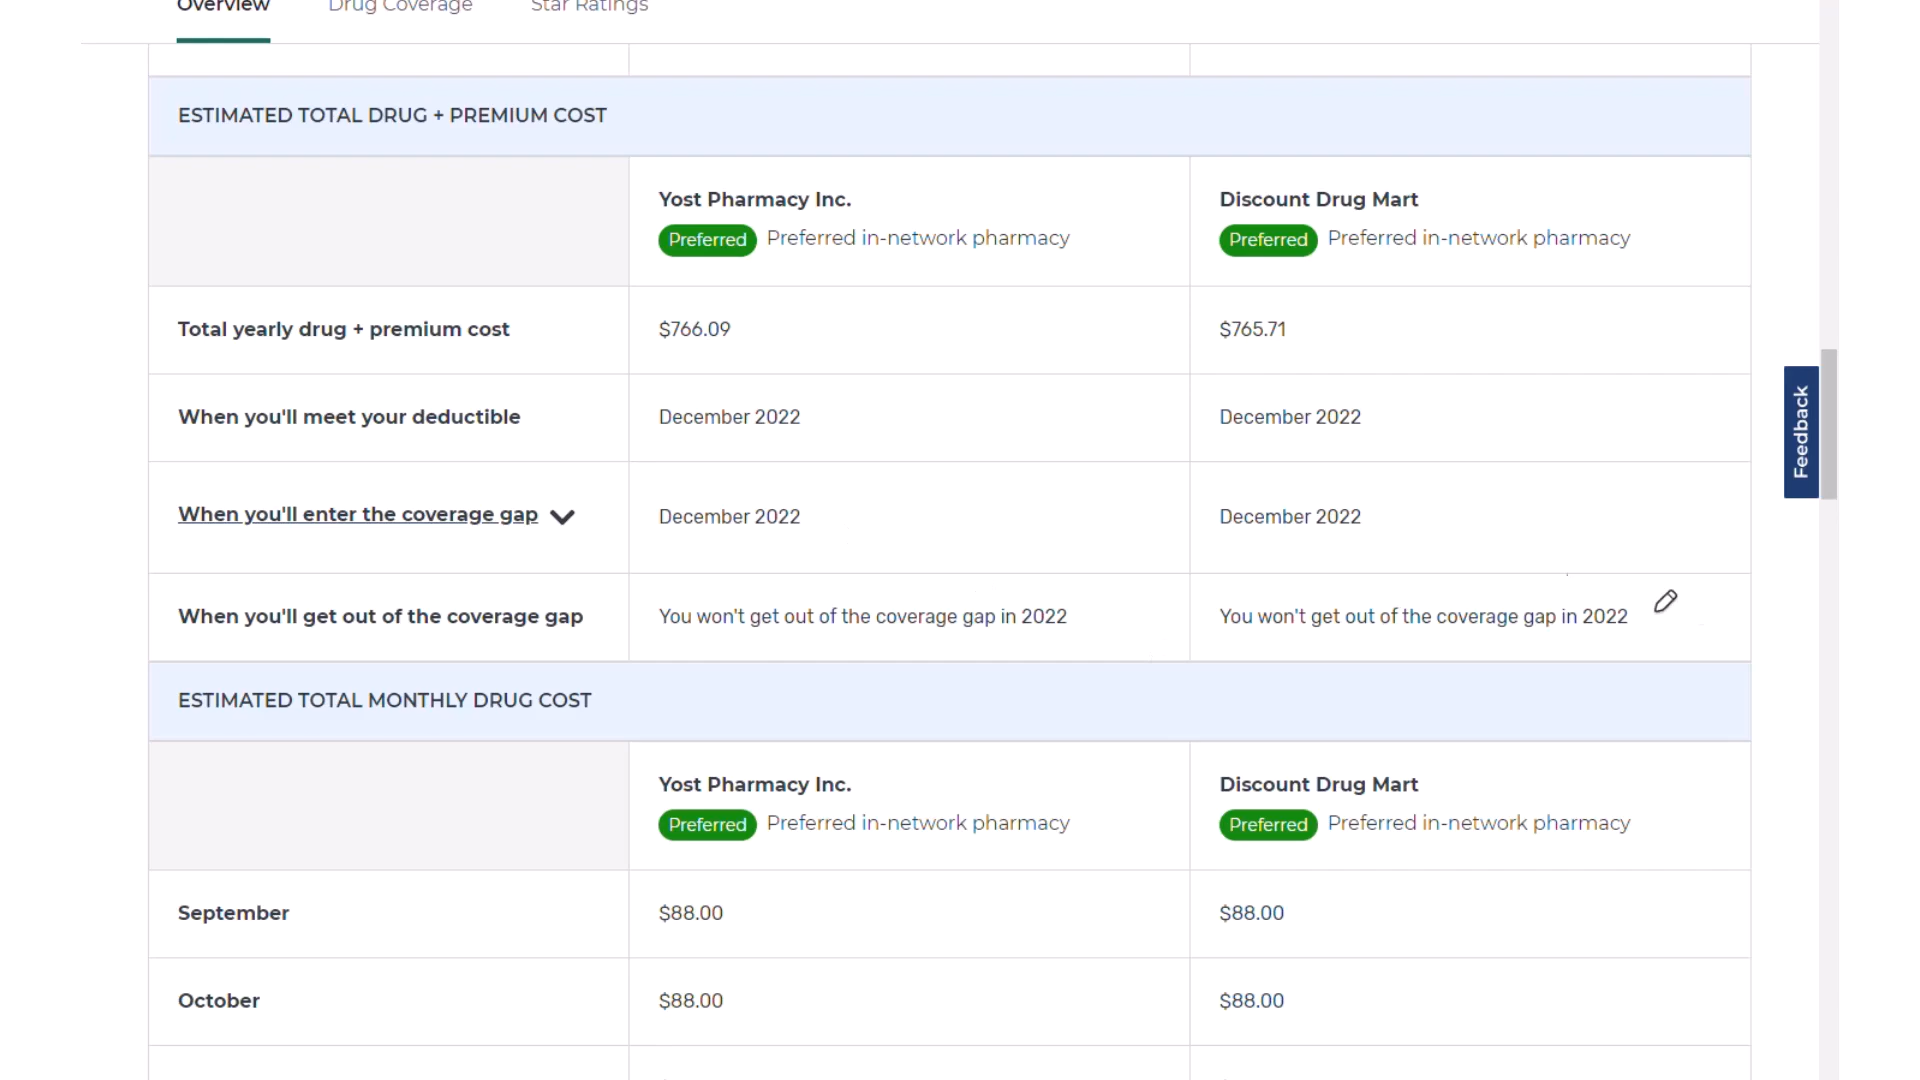 Overview Drug Coverage Star Ratings
ESTIMATED TOTAL DRUG + PREMIUM COST
Yost Pharmacy Inc. Discount Drug Mart
Preferred Preferred in-network pharmacy Preferred Preferred in-network pharmacy
Total yearly drug + premium cost $766.09 $765.71
When you'll meet your deductible December 2022 December 2022
When you'll enter the coverage gap December 2022 December 2022
When you'll get out of the coverage gap You won't get out of the coverage gap in 2022 You won't get out of the coverage gap in 2022
ESTIMATED TOTAL MONTHLY DRUG COST
Yost Pharmacy Inc. Discount Drug Mart
Preferred Preferred in-network pharmacy Preferred Preferred in-network pharmacy
September $88.00 $88.00
October $88.00 $88.00
Feedback